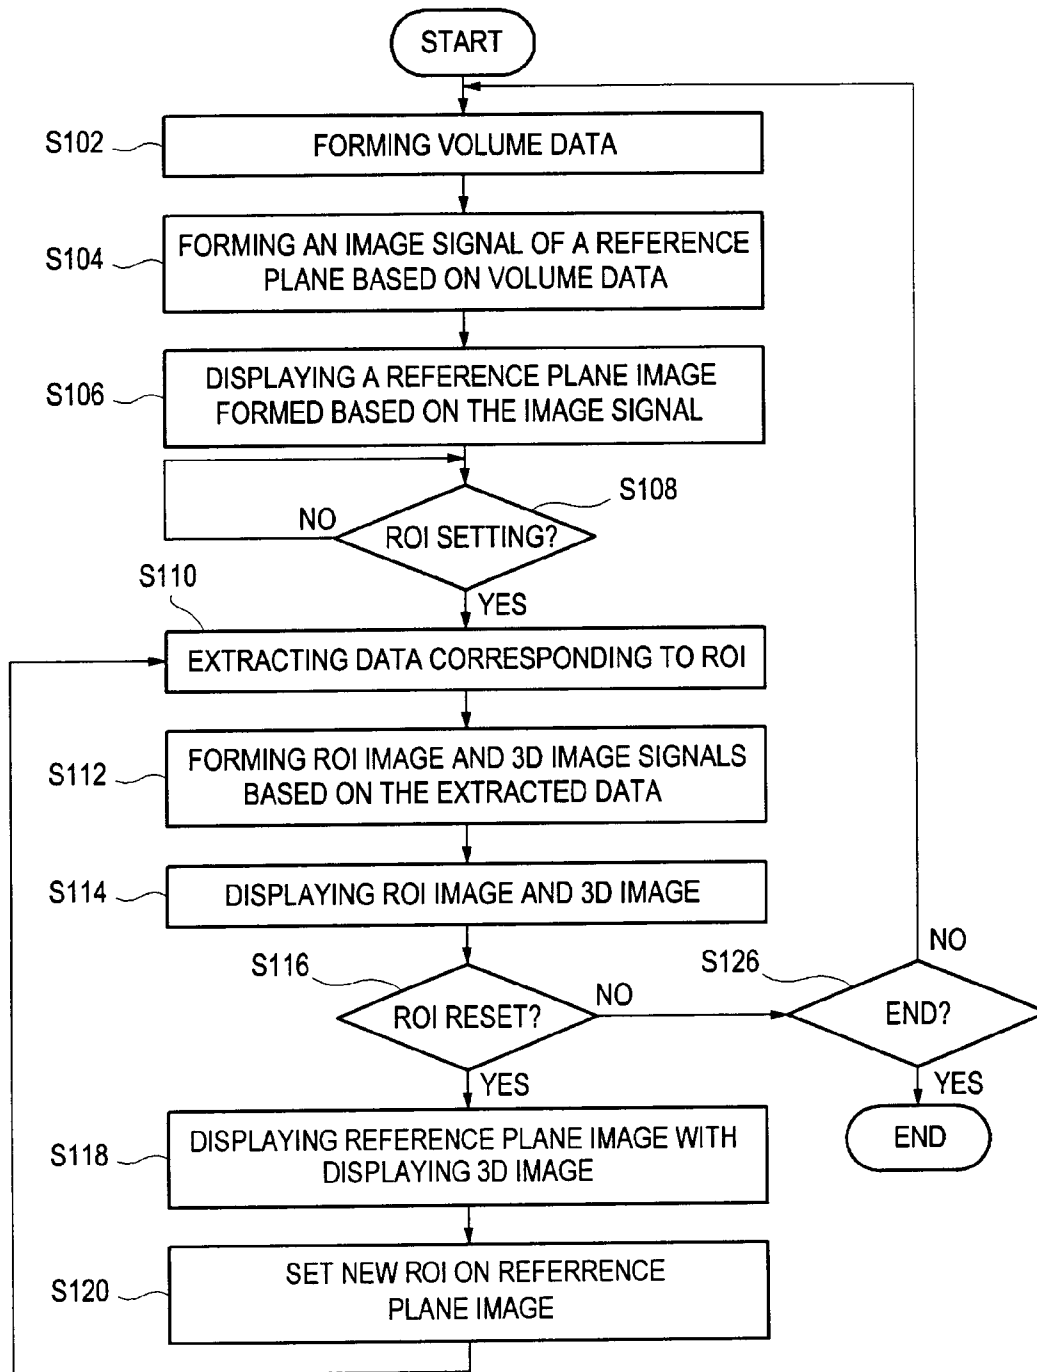 START
S102
FORMING VOLUME DATA
S104
FORMING AN IMAGE SIGNAL OF A REFERENCE
PLANE BASED ON VOLUME DATA
S106
DISPLAYING A REFERENCE PLANE IMAGE
FORMED BASED ON THE IMAGE SIGNAL
S108
NO
ROI SETTING?
S110
YES
EXTRACTING DATA CORRESPONDING TO ROI
S112
FORMING ROI IMAGE AND 3D IMAGE SIGNALS
BASED ON THE EXTRACTED DATA
S114
DISPLAYING ROI IMAGE AND 3D IMAGE
S116
ROI RESET?
NO
S126
NO
END?
YES
YES
END
S118
DISPLAYING REFERENCE PLANE IMAGE WITH
DISPLAYING 3D IMAGE
S120
SET NEW ROI ON REFERRENCE
PLANE IMAGE